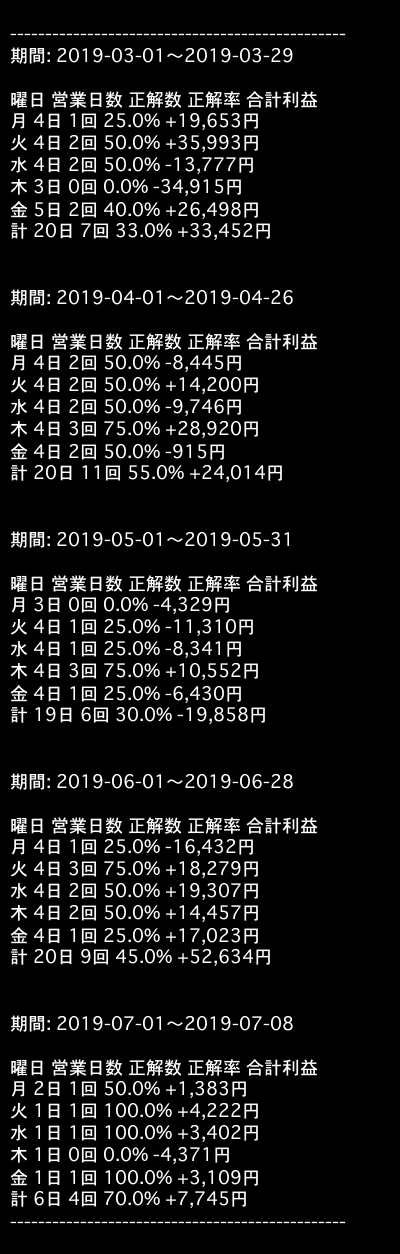 ------------------------------------------------
期間: 2019-03-01〜2019-03-29
曜日 営業日数 正解数 正解率 合計利益
月 4日 1回 25.0% +19,653円
火 4日 2回 50.0% +35,993円
水 4日 2回 50.0% -13,777円
木 3日 0回 0.0% -34,915円
金 5日 2回 40.0% +26,498円
計 20日 7回 33.0% +33,452円
期間: 2019-04-01〜2019-04-26
曜日 営業日数 正解数 正解率 合計利益
月 4日 2回 50.0% -8,445円
火 4日 2回 50.0% +14,200円
水 4日 2回 50.0% -9,746円
木 4日 3回 75.0% +28,920円
金 4日 2回 50.0% -915円
計 20日 11回 55.0% +24,014円
期間: 2019-05-01〜2019-05-31
曜日 営業日数 正解数 正解率 合計利益
月 3日 0回 0.0% -4,329円
火 4日 1回 25.0% -11,310円
水 4日 1回 25.0% -8,341円
木 4日 3回 75.0% +10,552円
金 4日 1回 25.0% -6,430円
計 19日 6回 30.0% -19,858円
期間: 2019-06-01〜2019-06-28
曜日 営業日数 正解数 正解率 合計利益
月 4日 1回 25.0% -16,432円
火 4日 3回 75.0% +18,279円
水 4日 2回 50.0% +19,307円
木 4日 2回 50.0% +14,457円
金 4日 1回 25.0% +17,023円
計 20日 9回 45.0% +52,634円
期間: 2019-07-01〜2019-07-08
曜日 営業日数 正解数 正解率 合計利益
月 2日 1回 50.0% +1,383円
火 1日 1回 100.0% +4,222円
水 1日 1回 100.0% +3,402円
木 1日 0回 0.0% -4,371円
金 1日 1回 100.0% +3,109円
計 6日 4回 70.0% +7,745円
------------------------------------------------